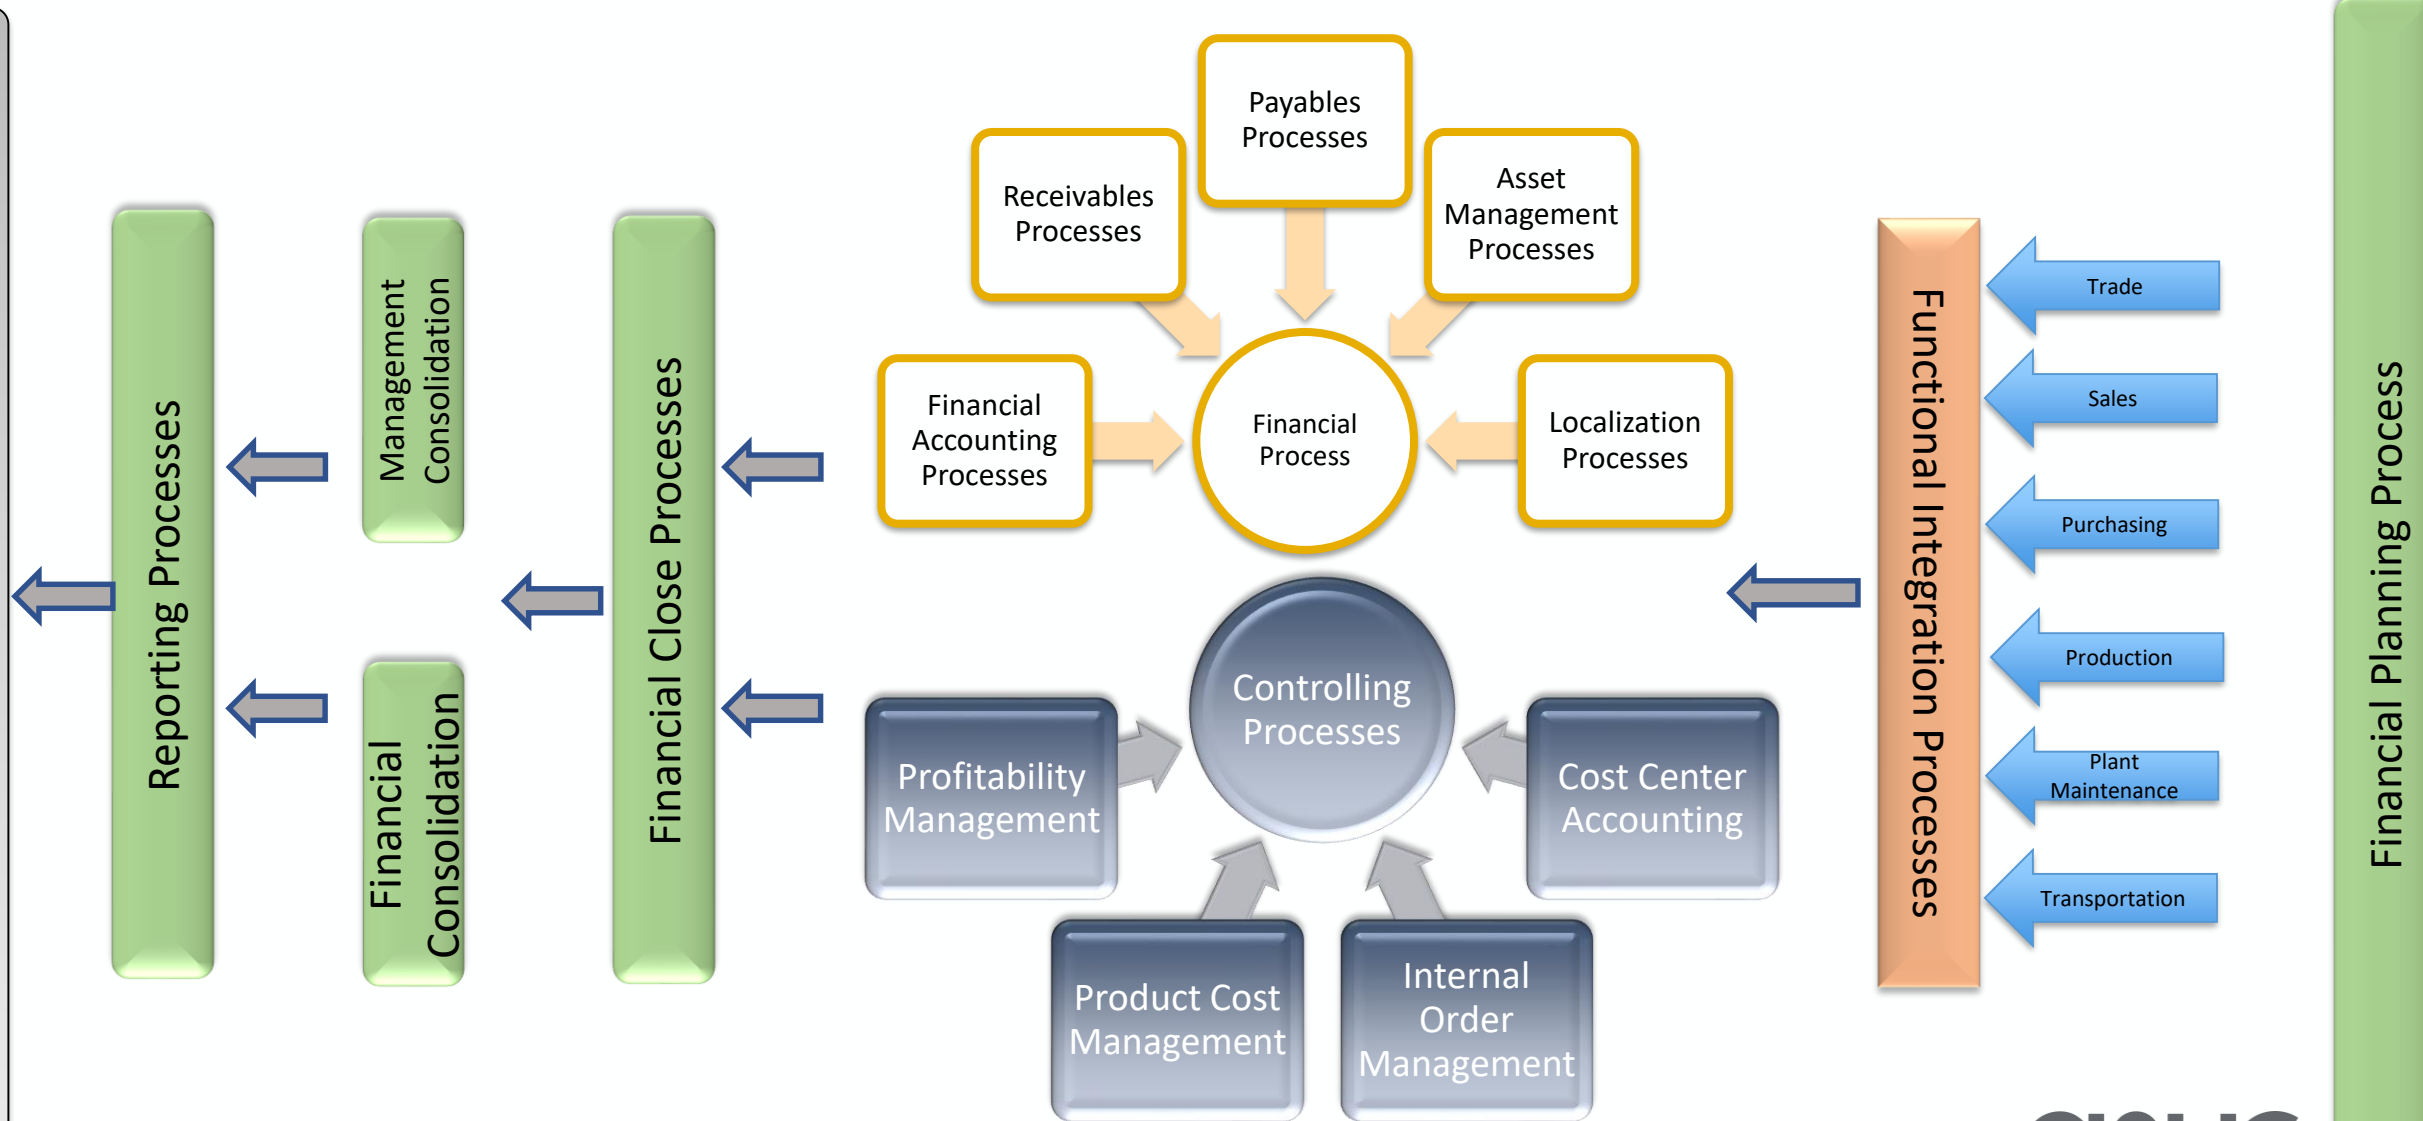 Reporting Processes
Management
Consolidation
Financial
Consolidation
Financial Close Processes
Payables
Processes
Receivables
Processes
Asset
Management
Processes
Financial
Accounting
Processes
Financial
Process
Localization
Processes
Controlling
Processes
Profitability
Management
Cost Center
Accounting
Product Cost
Management
Internal
Order
Management
Functional Integration Processes
Trade
Sales
Purchasing
Production
Plant
Maintenance
Transportation
Financial Planning Process